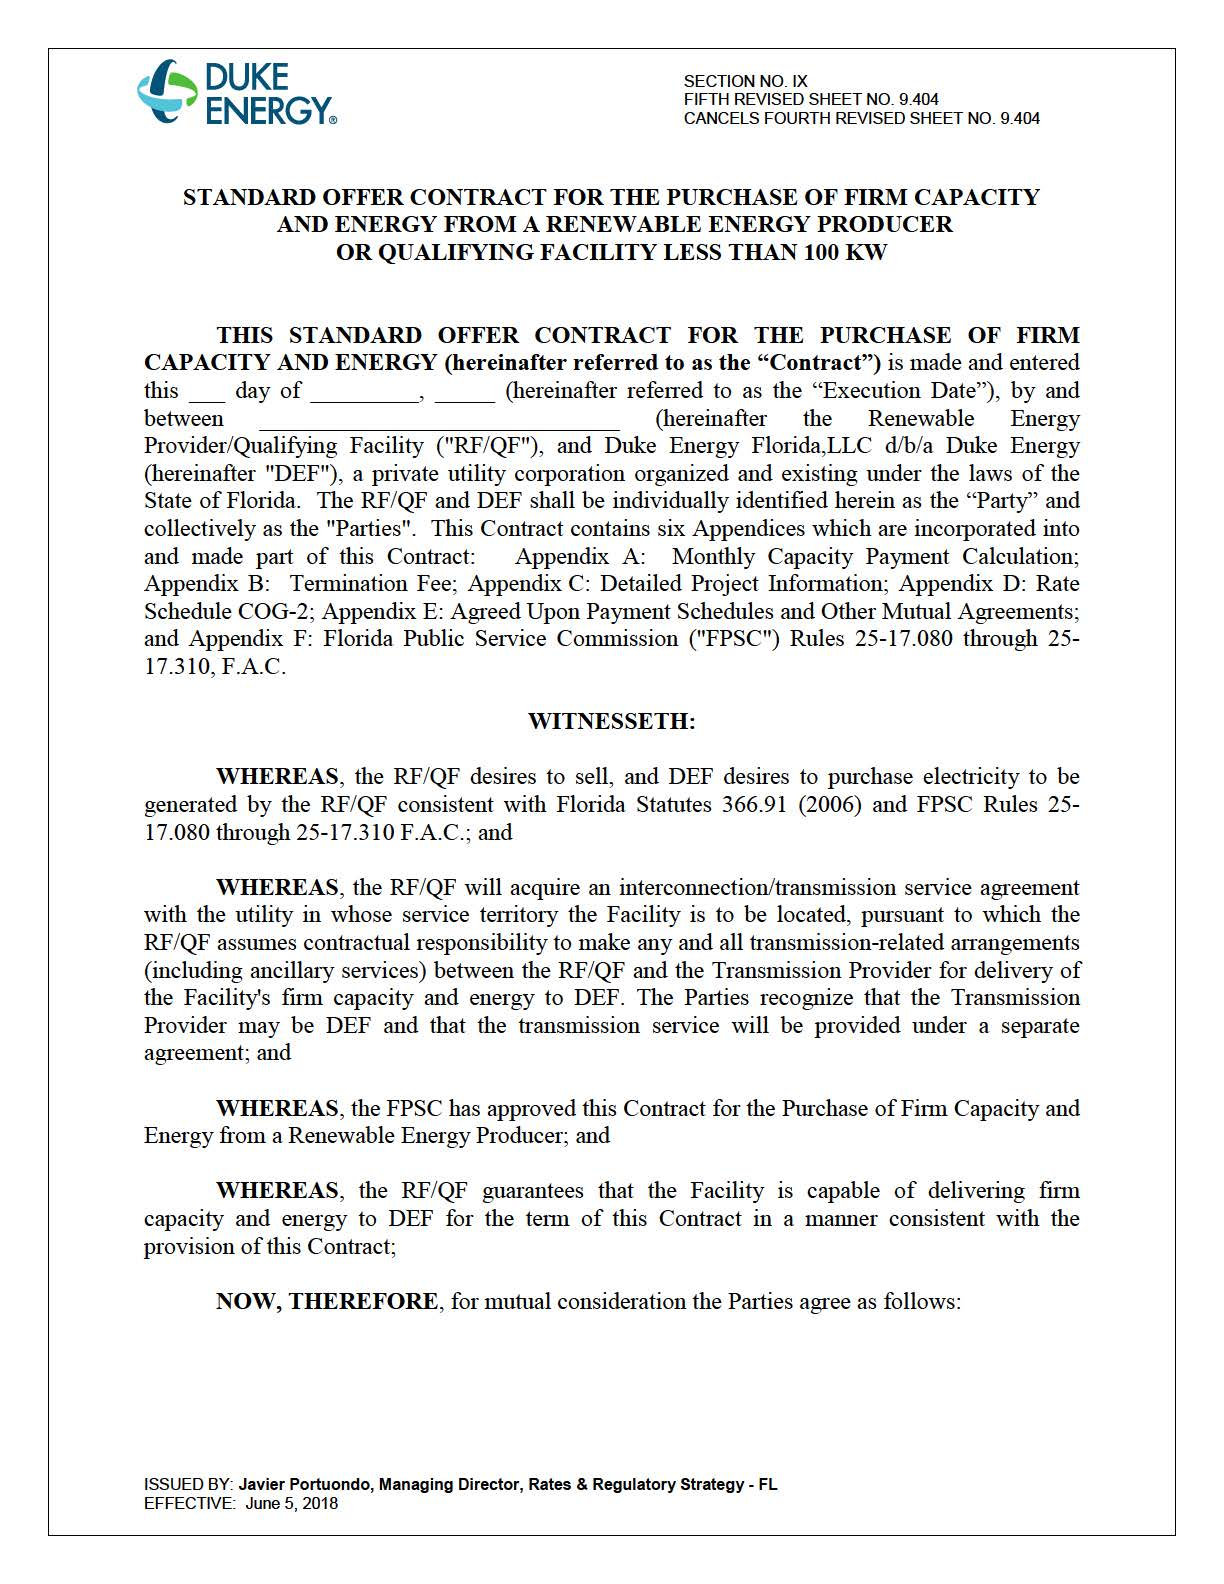 DUKE
ENERGY®
SECTION NO. IX
FIFTH REVISED SHEET NO. 9.404
CANCELS FOURTH REVISED SHEET NO. 9.404
STANDARD OFFER CONTRACT FOR THE PURCHASE OF FIRM CAPACITY
AND ENERGY FROM A RENEWABLE ENERGY PRODUCER
OR QUALIFYING FACILITY LESS THAN 100 KW
THIS STANDARD OFFER CONTRACT FOR THE PURCHASE OF FIRM
CAPACITY AND ENERGY (hereinafter referred to as the “Contract”) is made and entered
this ___ day of _________, _____ (hereinafter referred to as the “Execution Date”), by and
between ______________________________ (hereinafter the Renewable Energy
Provider/Qualifying Facility ("RF/QF"), and Duke Energy Florida,LLC d/b/a Duke Energy
(hereinafter "DEF"), a private utility corporation organized and existing under the laws of the
State of Florida. The RF/QF and DEF shall be individually identified herein as the “Party” and
collectively as the "Parties". This Contract contains six Appendices which are incorporated into
and made part of this Contract: Appendix A: Monthly Capacity Payment Calculation;
Appendix B: Termination Fee; Appendix C: Detailed Project Information; Appendix D: Rate
Schedule COG-2; Appendix E: Agreed Upon Payment Schedules and Other Mutual Agreements;
and Appendix F: Florida Public Service Commission ("FPSC") Rules 25-17.080 through 25-
17.310, F.A.C.
WITNESSETH:
WHEREAS, the RF/QF desires to sell, and DEF desires to purchase electricity to be
generated by the RF/QF consistent with Florida Statutes 366.91 (2006) and FPSC Rules 25-
17.080 through 25-17.310 F.A.C.; and
WHEREAS, the RF/QF will acquire an interconnection/transmission service agreement
with the utility in whose service territory the Facility is to be located, pursuant to which the
RF/QF assumes contractual responsibility to make any and all transmission-related arrangements
(including ancillary services) between the RF/QF and the Transmission Provider for delivery of
the Facility's firm capacity and energy to DEF. The Parties recognize that the Transmission
Provider may be DEF and that the transmission service will be provided under a separate
agreement; and
WHEREAS, the FPSC has approved this Contract for the Purchase of Firm Capacity and
Energy from a Renewable Energy Producer; and
WHEREAS, the RF/QF guarantees that the Facility is capable of delivering firm
capacity and energy to DEF for the term of this Contract in a manner consistent with the
provision of this Contract;
NOW, THEREFORE, for mutual consideration the Parties agree as follows:
ISSUED BY: Javier Portuondo, Managing Director, Rates & Regulatory Strategy - FL
EFFECTIVE: June 5, 2018